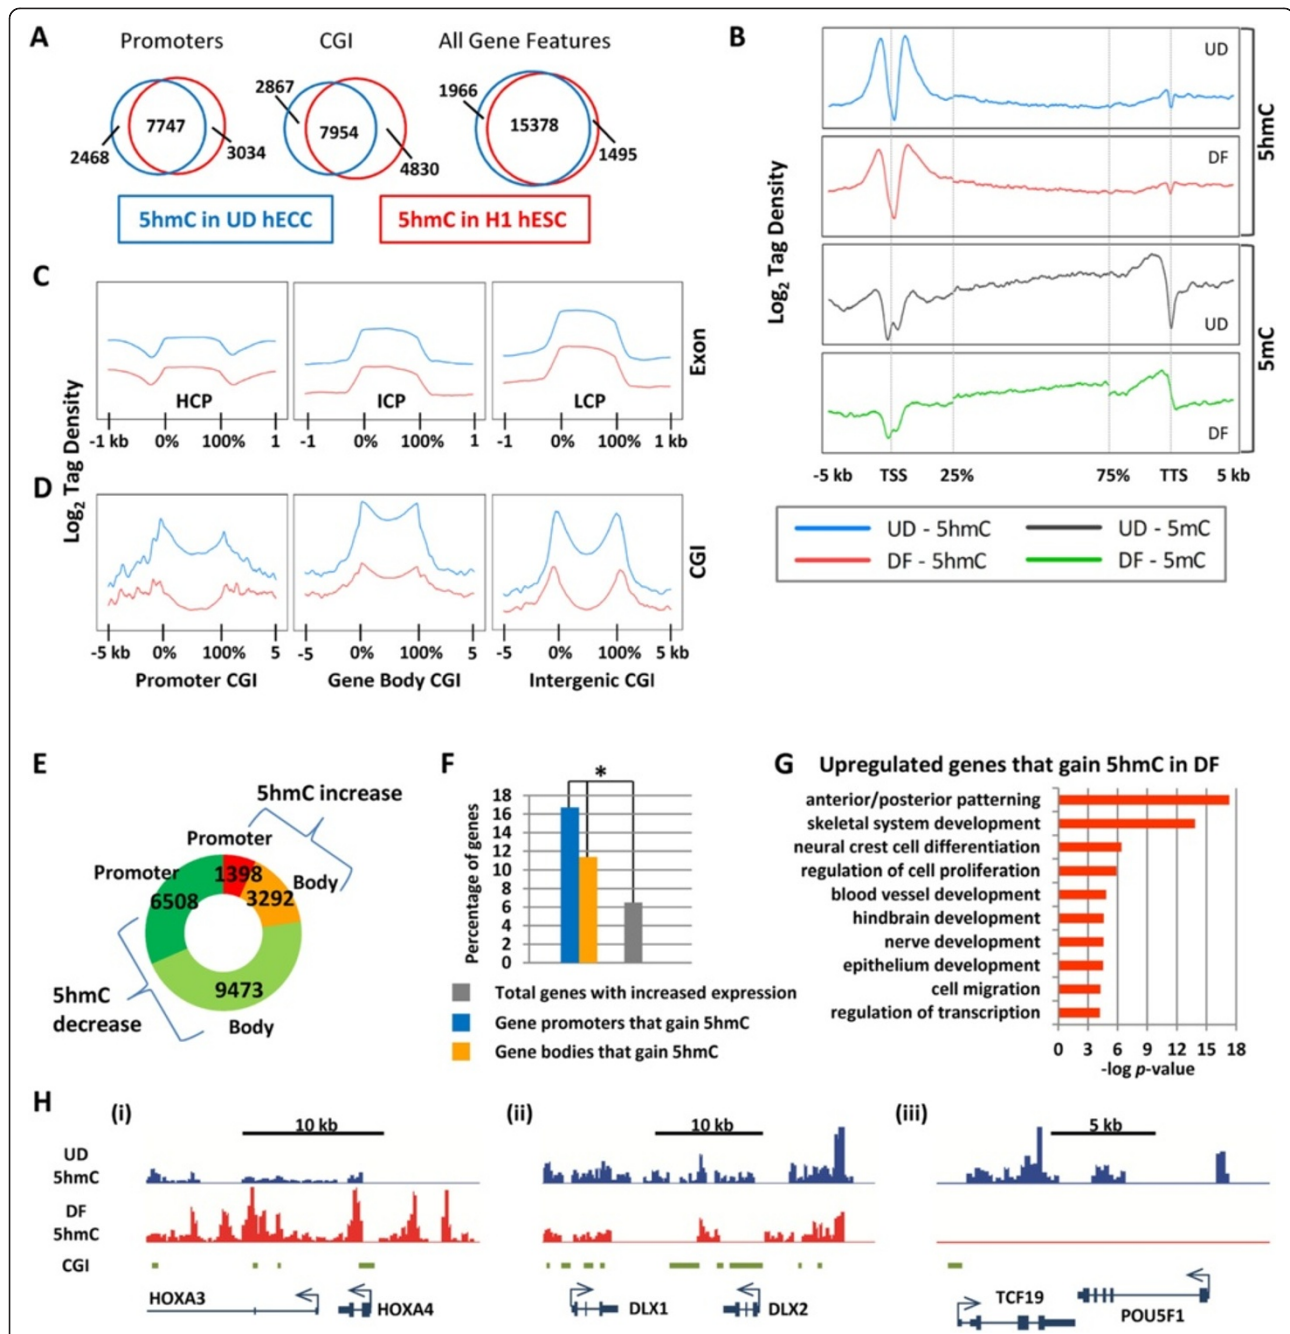 A
Promoters CGI All Gene Features
2867
1966
7747 7954 15378
2468 3034 4830 1495
5hmC in UD hECC 5hmC in H1 hESC
B
UD
DF
5hmC
UD
DF
5mC
Log2 Tag Density
-5 kb TSS 25% 75% TTS 5 kb
UD - 5hmC UD - 5mC
DF - 5hmC DF - 5mC
C
HCP ICP LCP
Exon
-1 kb 0% 100% 1 -1 0% 100% 1 -1 0% 100% 1 kb
Log2 Tag Density
D
CGI
-5 kb 0% 100% 5 -5 0% 100% 5 -5 0% 100% 5 kb
Promoter CGI Gene Body CGI Intergenic CGI
E
5hmC increase
Promoter
1398
Body
3292
Promoter
6508
9473
Body
5hmC
decrease
F
*
Percentage of genes
18
16
14
12
10
8
6
4
2
0
Total genes with increased expression
Gene promoters that gain 5hmC
Gene bodies that gain 5hmC
G Upregulated genes that gain 5hmC in DF
anterior/posterior patterning
skeletal system development
neural crest cell differentiation
regulation of cell proliferation
blood vessel development
hindbrain development
nerve development
epithelium development
cell migration
regulation of transcription
0 3 6 9 12 15 18
-log p-value
H
(i) (ii) (iii)
10 kb 10 kb 5 kb
UD
5hmC
DF
5hmC
CGI
HOXA3 HOXA4 DLX1 DLX2 TCF19 POU5F1